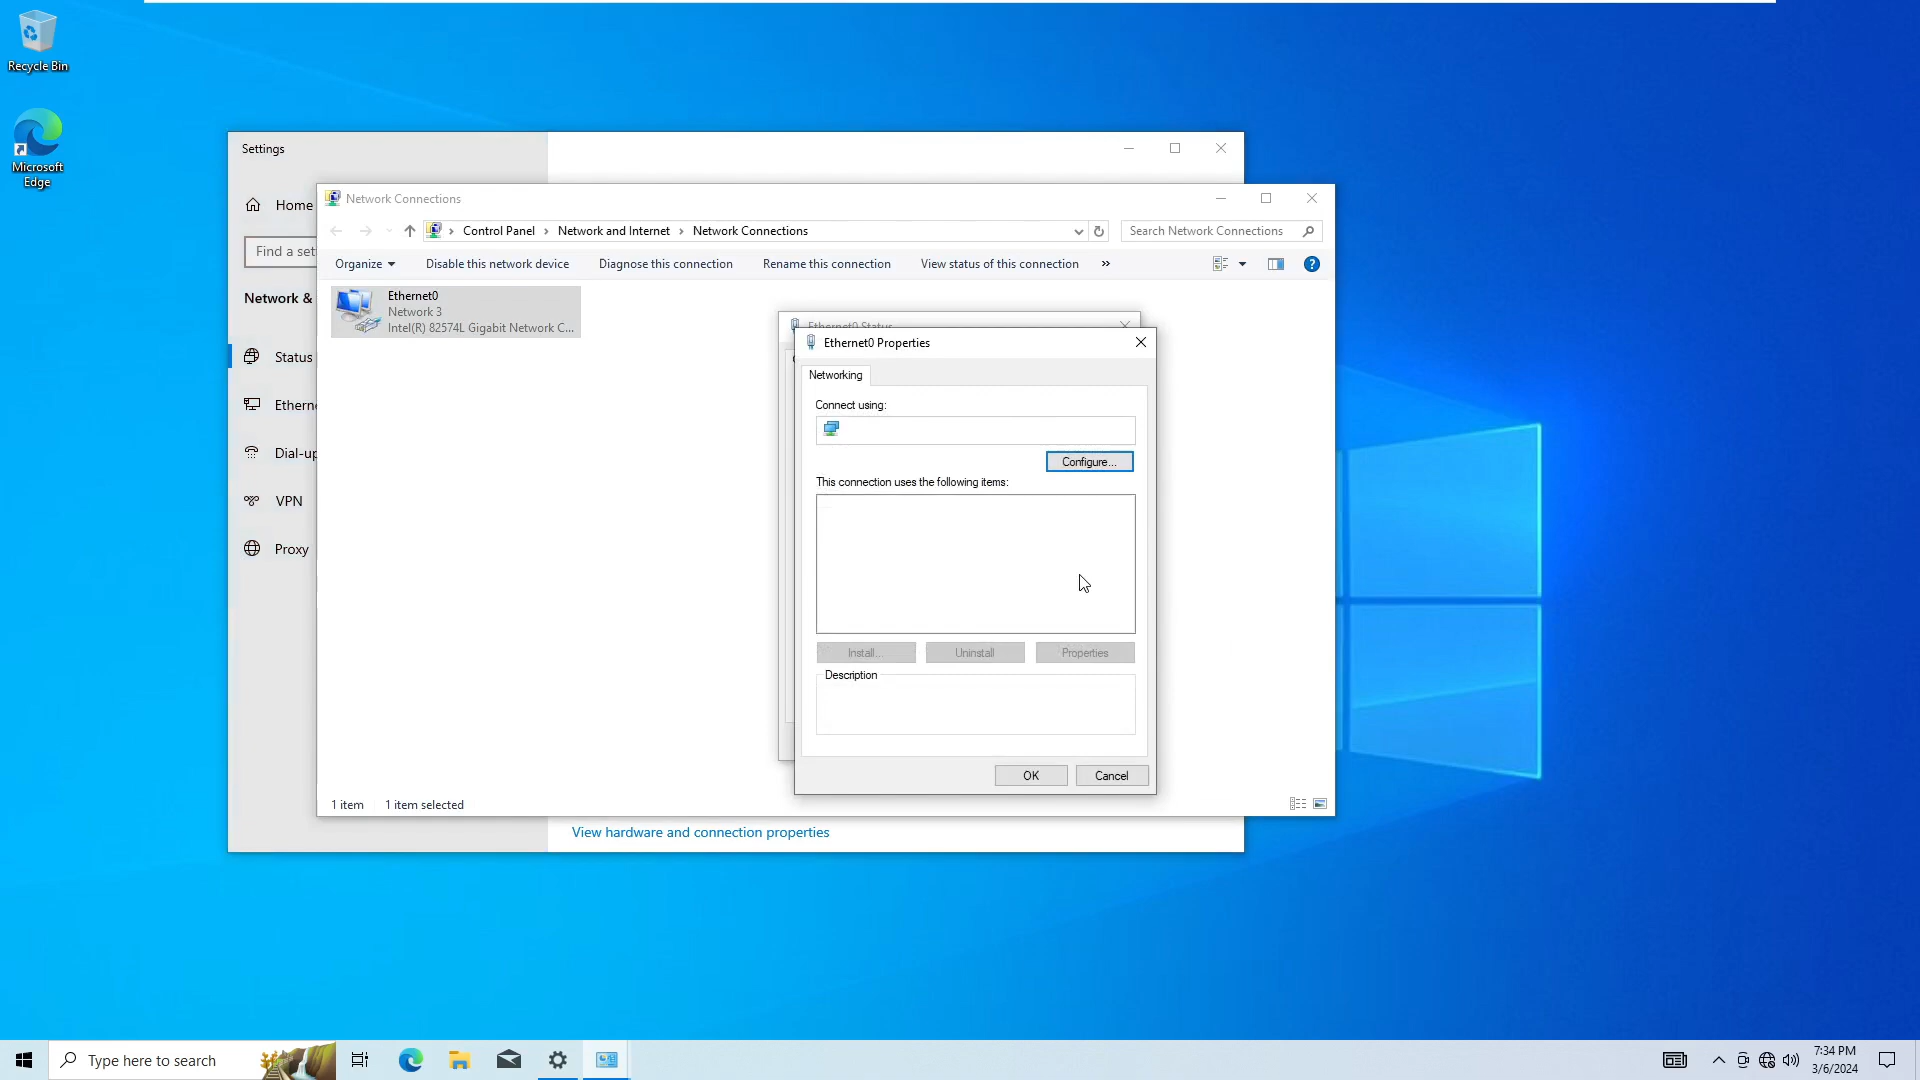 Recycle Bin
Microsoft
Edge
Settings
Home
Find a set
Network &
Status
Ethern
Dial-up
VPN
Proxy
Network Connections
Control Panel
Network and Internet
Network Connections
Search Network Connections
Organize
Disable this network device
Diagnose this connection
Rename this connection
View status of this connection
»
Ethernet0
Network 3
Intel(R) 82574L Gigabit Network C...
Ethernet0 Status
Ethernet0 Properties
Networking
Connect using:
Configure...
This connection uses the following items:
Install...
Uninstall
Properties
Description
OK
Cancel
1 item
1 item selected
View hardware and connection properties
Type here to search
7:34 PM
3/6/2024